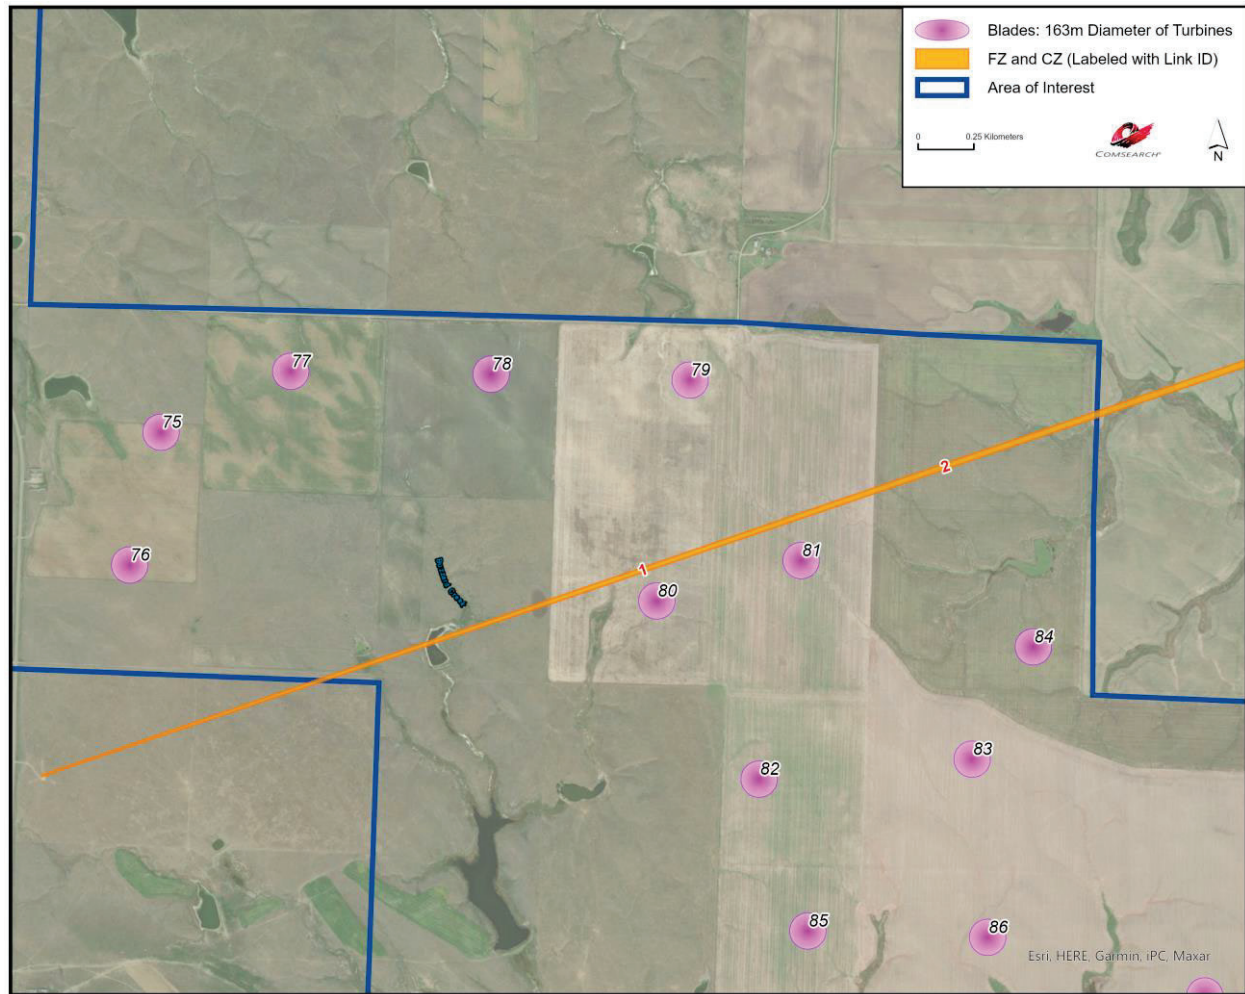 Blades: 163m Diameter of Turbines
FZ and CZ (Labeled with Link ID)
Area of Interest
0 0.25 Kilometers
COMSEARCH
N
77
78
79
75
2
76
81
1
80
Buzzard Creek
84
83
82
85
86
Esri, HERE, Garmin, iPC, Maxar